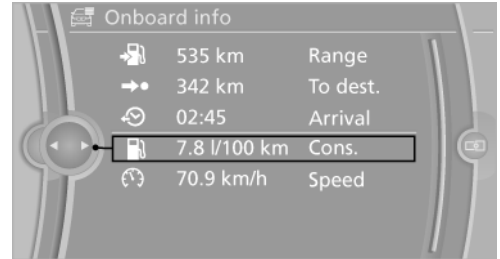 Onboard info
535 km Range
342 km To dest.
02:45 Arrival
7.8 l/100 km Cons.
70.9 km/h Speed